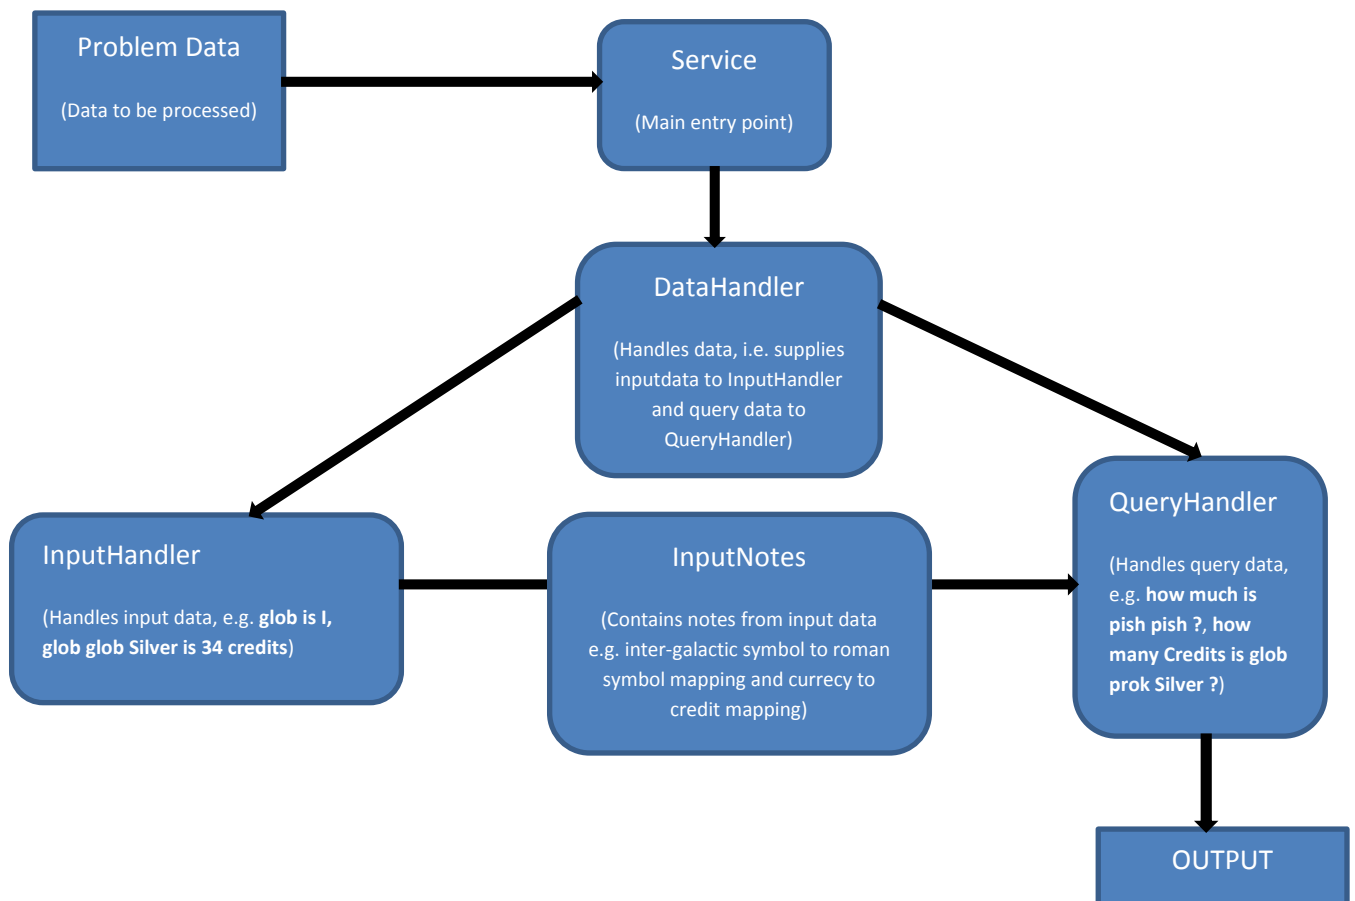 Problem Data
(Data to be processed)
Service
(Main entry point)
DataHandler
(Handles data, i.e. supplies
inputdata to InputHandler
and query data to
QueryHandler)
InputHandler
(Handles input data, e.g. glob is I,
glob glob Silver is 34 credits)
InputNotes
(Contains notes from input data
e.g. inter-galactic symbol to roman
symbol mapping and currecy to
credit mapping)
QueryHandler
(Handles query data,
e.g. how much is
pish pish ?, how
many Credits is glob
prok Silver ?)
OUTPUT